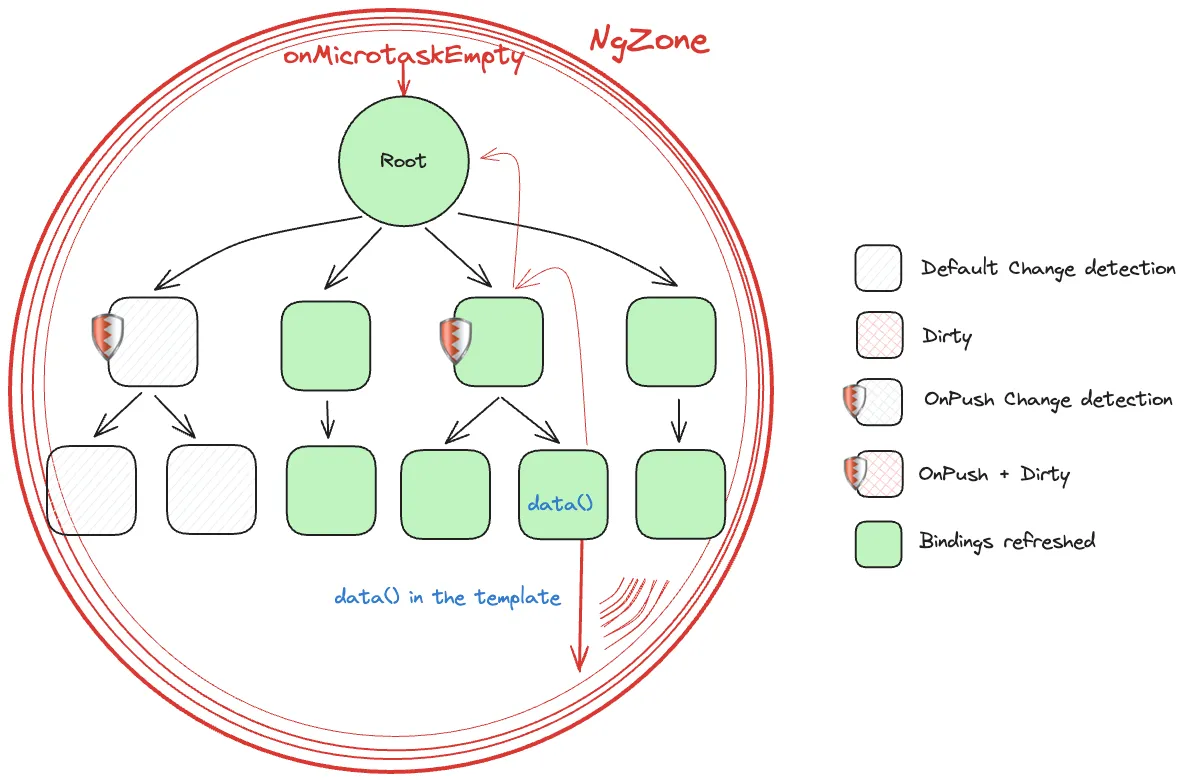 NgZone
onMicrotaskEmpty
Root
data()
data() in the template
Default Change detection
Dirty
OnPush Change detection
OnPush + Dirty
Bindings refreshed